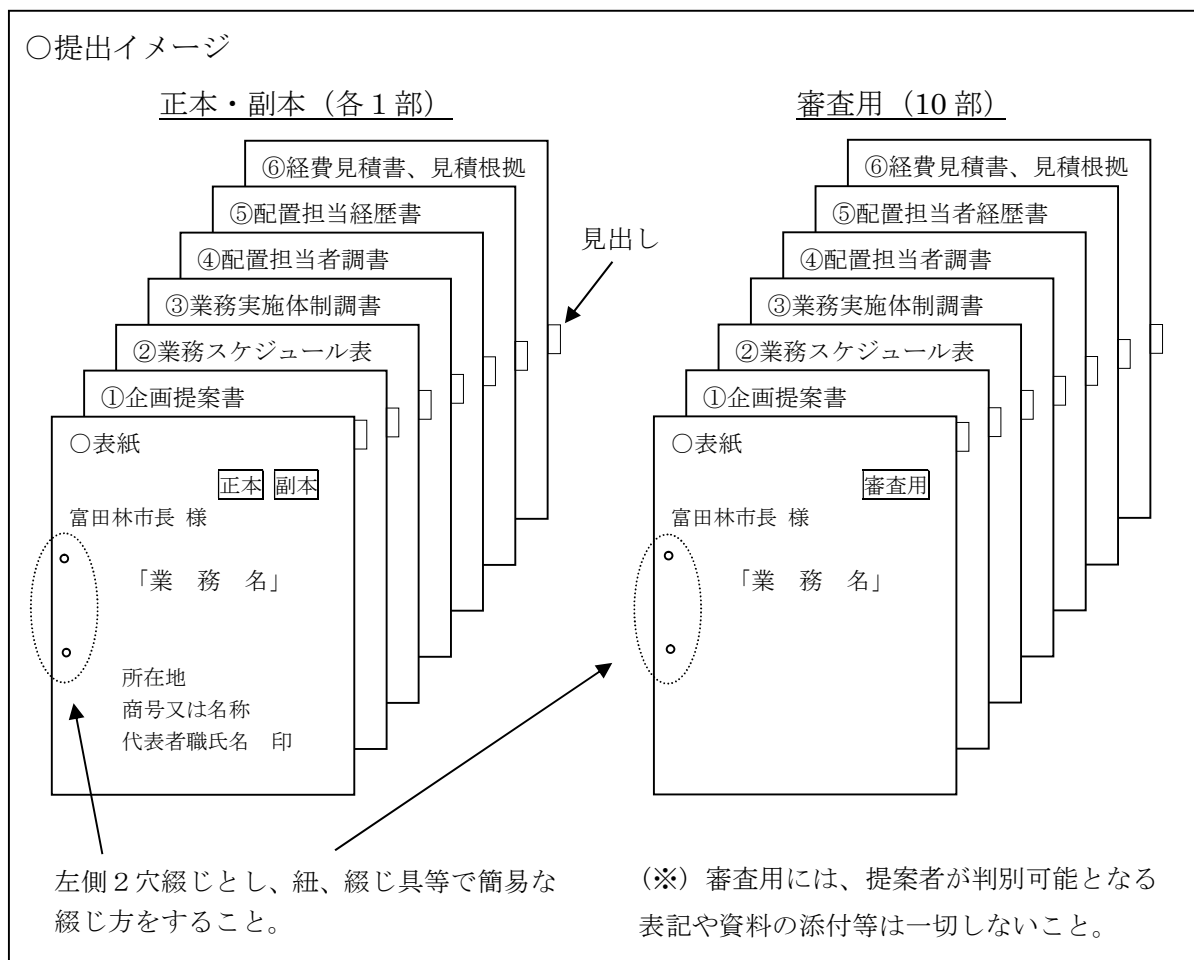 ○提出イメージ
正本・副本（各１部）
⑥経費見積書、見積根拠
⑤配置担当経歴書
④配置担当者調書
③業務実施体制調書
②業務スケジュール表
①企画提案書
○表紙
正本 副本
富田林市長 様
「業　務　名」
所在地
商号又は名称
代表者職氏名　印
見出し
審査用（10 部）
⑥経費見積書、見積根拠
⑤配置担当者経歴書
④配置担当者調書
③業務実施体制調書
②業務スケジュール表
①企画提案書
○表紙
審査用
富田林市長 様
「業　務　名」
左側２穴綴じとし、紐、綴じ具等で簡易な
綴じ方をすること。
（※）審査用には、提案者が判別可能となる
表記や資料の添付等は一切しないこと。